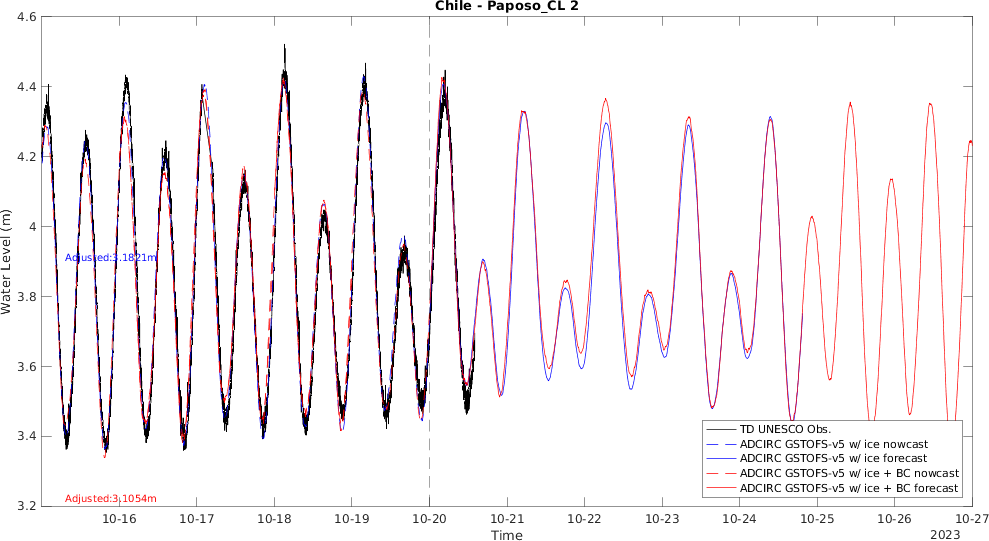 Chile - Paposo_CL 2
4.6
4.4
4.2
4
3.8
3.6
3.4
3.2
Water Level (m)
Adjusted:3.1821m
Adjusted:3.1054m
TD UNESCO Obs.
ADCIRC GSTOFS-v5 w/ ice nowcast
ADCIRC GSTOFS-v5 w/ ice forecast
ADCIRC GSTOFS-v5 w/ ice + BC nowcast
ADCIRC GSTOFS-v5 w/ ice + BC forecast
10-16 10-17 10-18 10-19 10-20 10-21 10-22 10-23 10-24 10-25 10-26 10-27
Time
2023